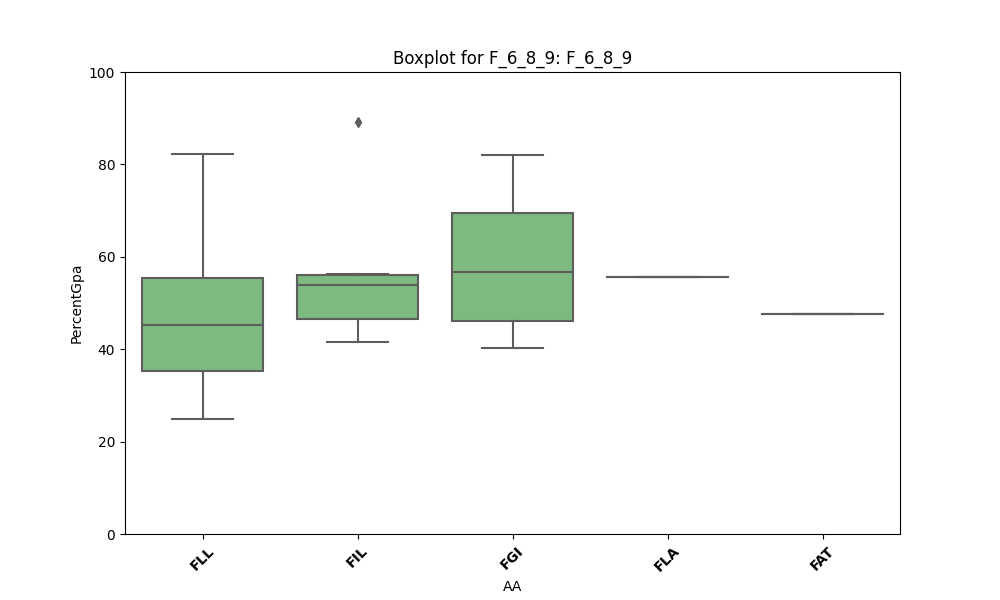 Boxplot for F_6_8_9: F_6_8_9
PercentGpa
100
80
60
40
20
0
FLL
FIL
FGI
FLA
FAT
AA